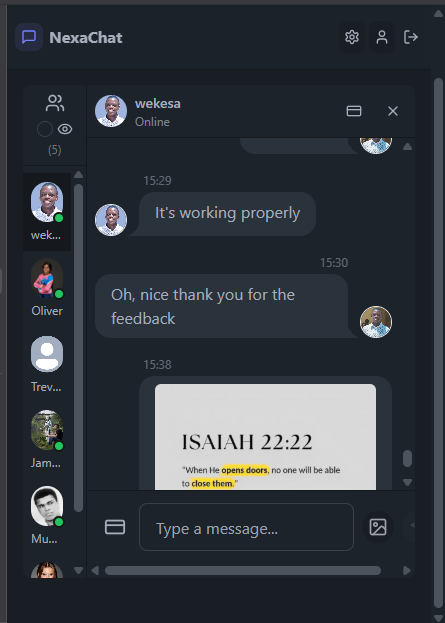 NexaChat
wekesa
Online
(5)
wek...
Oliver
Trev...
Jam...
Mu...
15:29
It's working properly
15:30
Oh, nice thank you for the
feedback
15:38
ISAIAH 22:22
"When He opens doors, no one will be able
to close them."
Type a message...